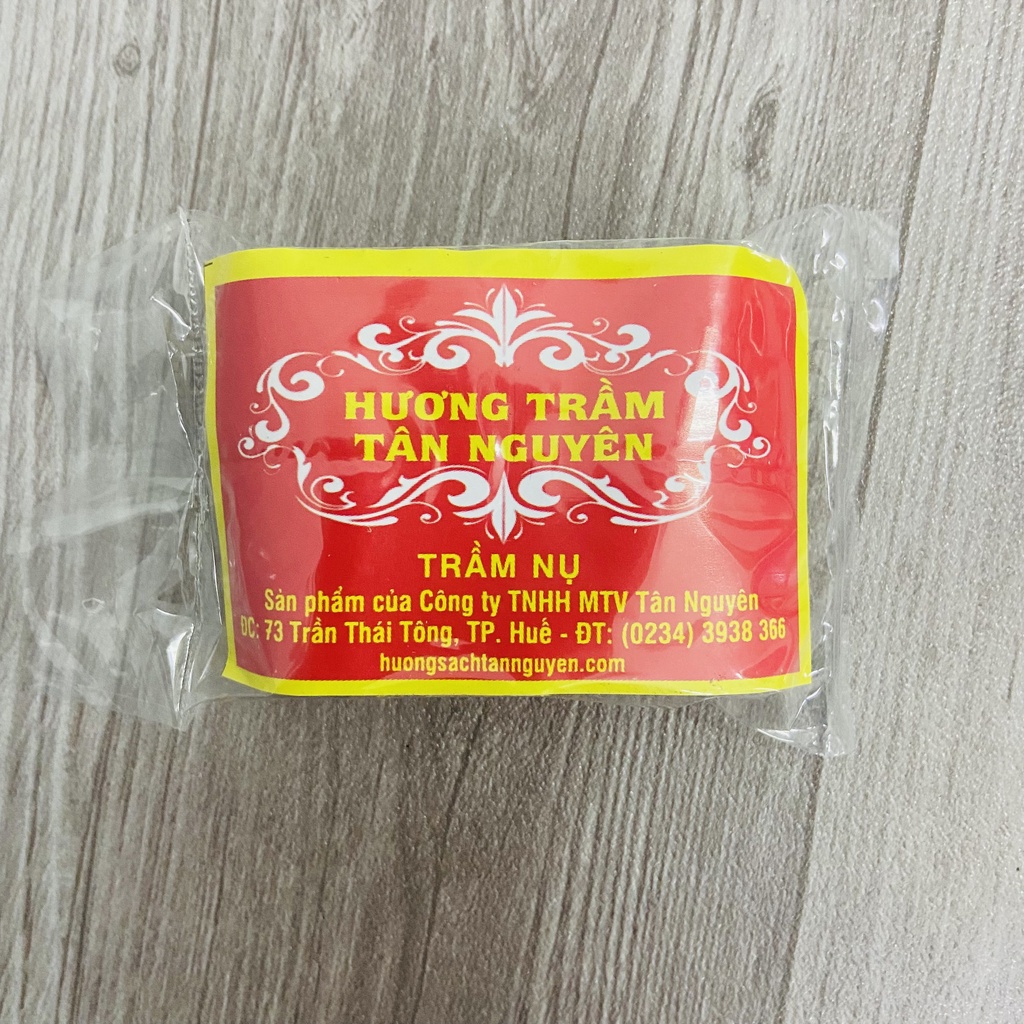 HƯƠNG TRẦM
TÂN NGUYÊN
TRẦM NỤ
Sản phẩm của Công ty TNHH MTV Tân Nguyên
ĐC: 73 Trần Thái Tông, TP. Huế - ĐT: (0234) 3938 366
huongsachtannguyen.com